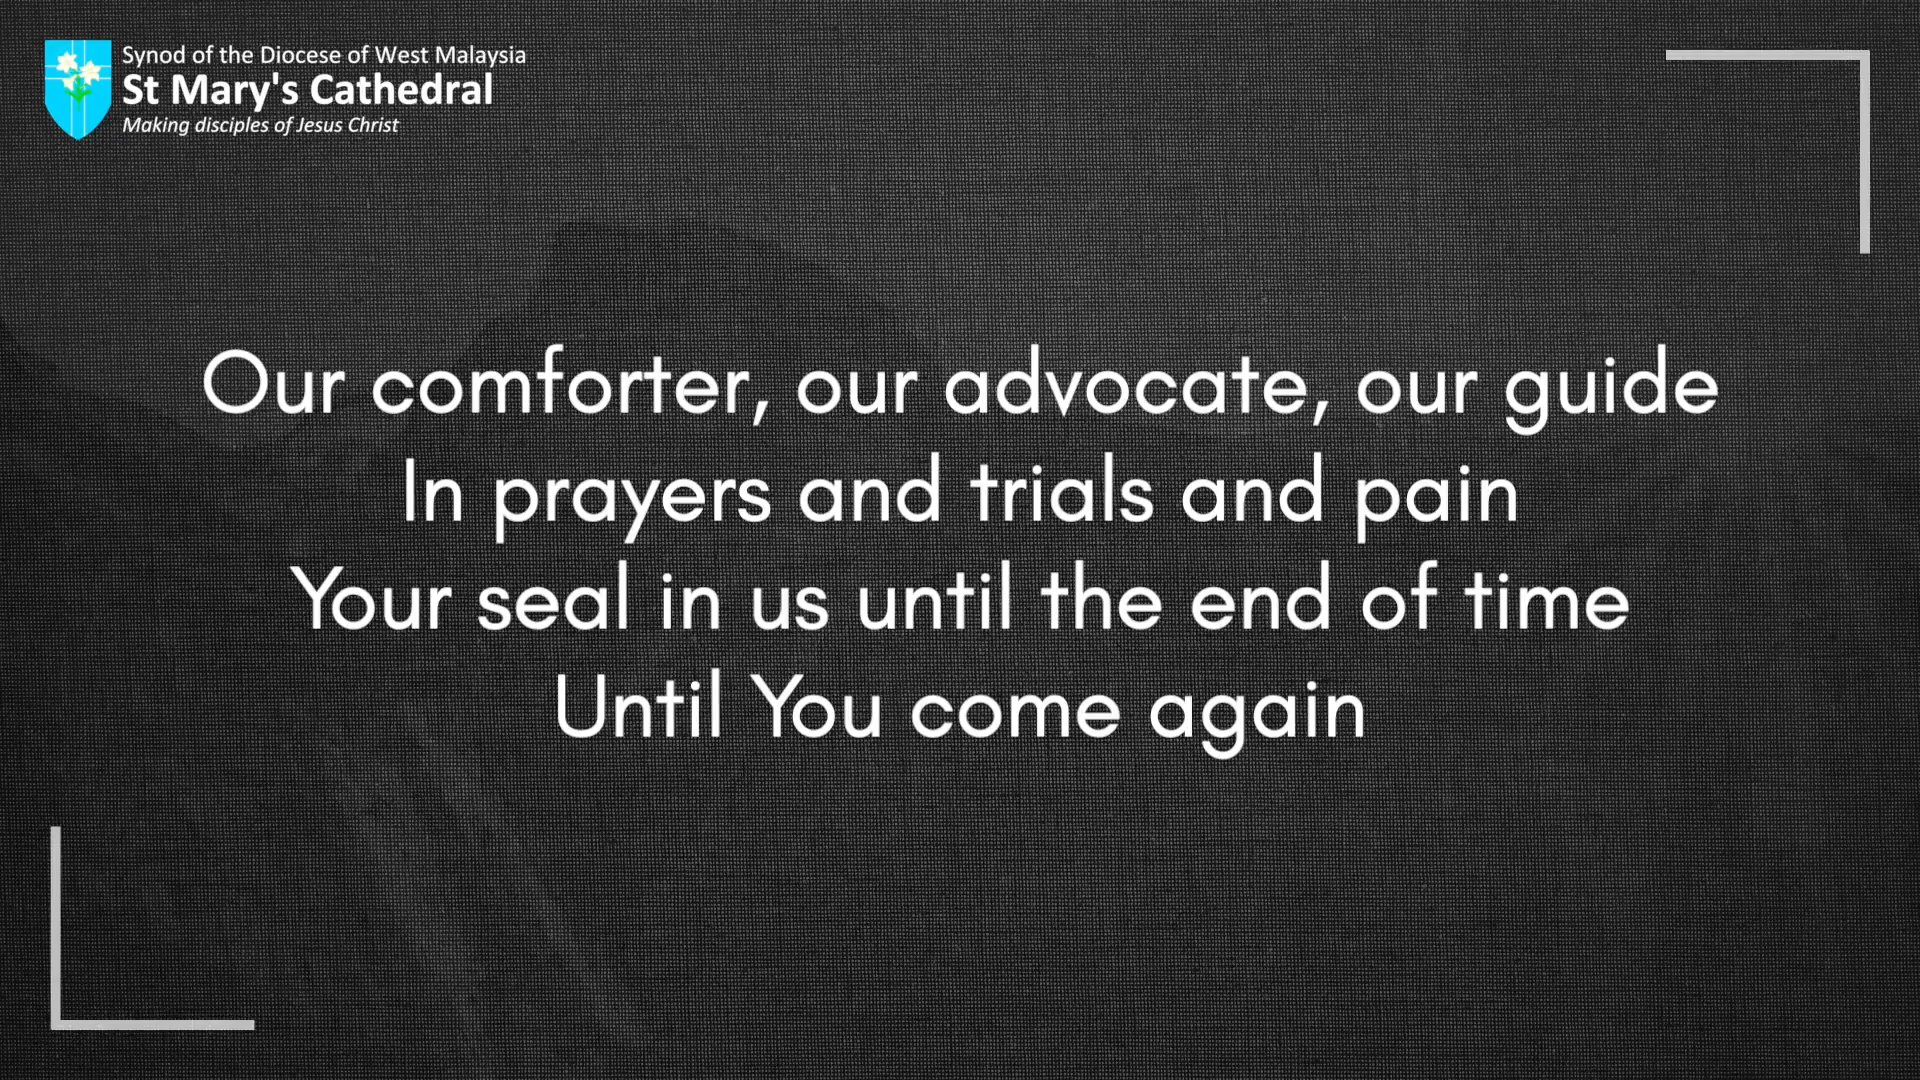 Synod of the Diocese of West Malaysia
St Mary's Cathedral
Making disciples of Jesus Christ
Our comforter, our advocate, our guide
In prayers and trials and pain
Your seal in us until the end of time
Until You come again